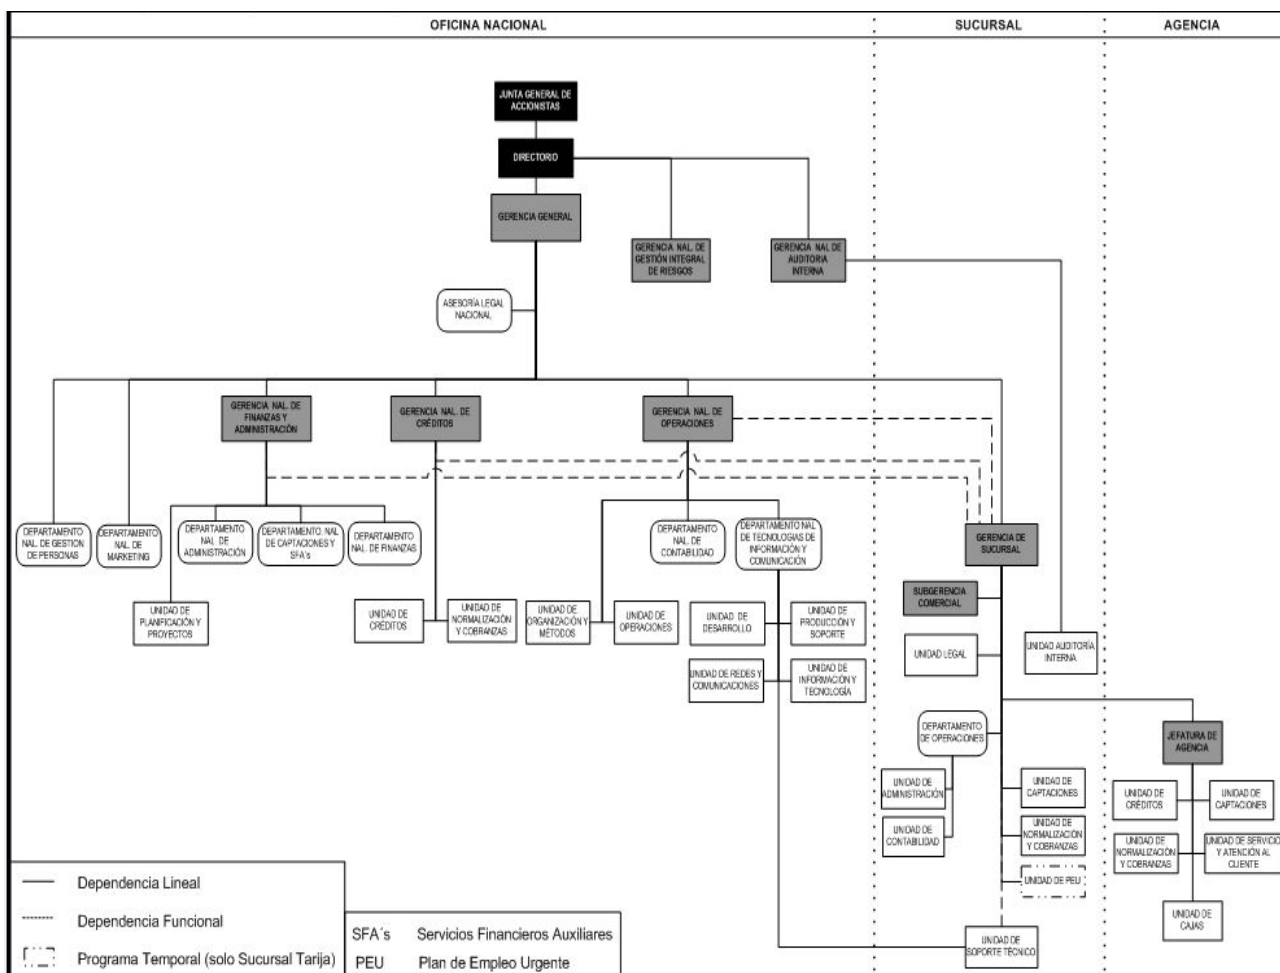 OFICINA NACIONAL
SUCURSAL
AGENCIA
JUNTA GENERAL DE
ACCIONISTAS
DIRECTORIO
GERENCIA GENERAL
GERENCIA NAL. DE
GESTIÓN INTEGRAL
DE RIESGOS
GERENCIA NAL DE
AUDITORIA
INTERNA
ASESORÍA LEGAL
NACIONAL
GERENCIA NAL. DE
FINANZAS Y
ADMINISTRACIÓN
GERENCIA NAL. DE
CRÉDITOS
GERENCIA NAL. DE
OPERACIONES
DEPARTAMENTO
NAL. DE GESTION
DE PERSONAS
DEPARTAMENTO
NAL. DE
MARKETING
DEPARTAMENTO
NAL. DE
ADMINISTRACIÓN
DEPARTAMENTO NAL
DE CAPTACIONES Y
SFA's
DEPARTAMENTO
NAL. DE FINANZAS
DEPARTAMENTO
NAL. DE
CONTABILIDAD
DEPARTAMENTO NAL
DE TECNOLOGIAS DE
INFORMACIÓN Y
COMUNICACIÓN
GERENCIA DE
SUCURSAL
SUBGERENCIA
COMERCIAL
UNIDAD DE
PLANIFICACIÓN Y
PROYECTOS
UNIDAD DE
CRÉDITOS
UNIDAD DE
NORMALIZACIÓN
Y COBRANZAS
UNIDAD DE
ORGANIZACIÓN Y
MÉTODOS
UNIDAD DE
OPERACIONES
UNIDAD DE
DESARROLLO
UNIDAD DE
PRODUCCIÓN Y
SOPORTE
UNIDAD LEGAL
UNIDAD AUDITORÍA
INTERNA
UNIDAD DE REDES Y
COMUNICACIONES
UNIDAD DE
INFORMACIÓN Y
TECNOLOGÍA
DEPARTAMENTO
DE OPERACIONES
JEFATURA DE
AGENCIA
UNIDAD DE
ADMINISTRACIÓN
UNIDAD DE
CAPTACIONES
UNIDAD DE
CRÉDITOS
UNIDAD DE
CAPTACIONES
UNIDAD DE
CONTABILIDAD
UNIDAD DE
NORMALIZACIÓN
Y COBRANZAS
UNIDAD DE
NORMALIZACIÓN
Y COBRANZAS
UNIDAD DE SERVICIO
Y ATENCIÓN AL
CLIENTE
UNIDAD DE PEU
UNIDAD DE
CAJAS
UNIDAD DE
SOPORTE TÉCNICO
Dependencia Lineal
Dependencia Funcional
Programa Temporal (solo Sucursal Tarija)
SFA´s Servicios Financieros Auxiliares
PEU Plan de Empleo Urgente